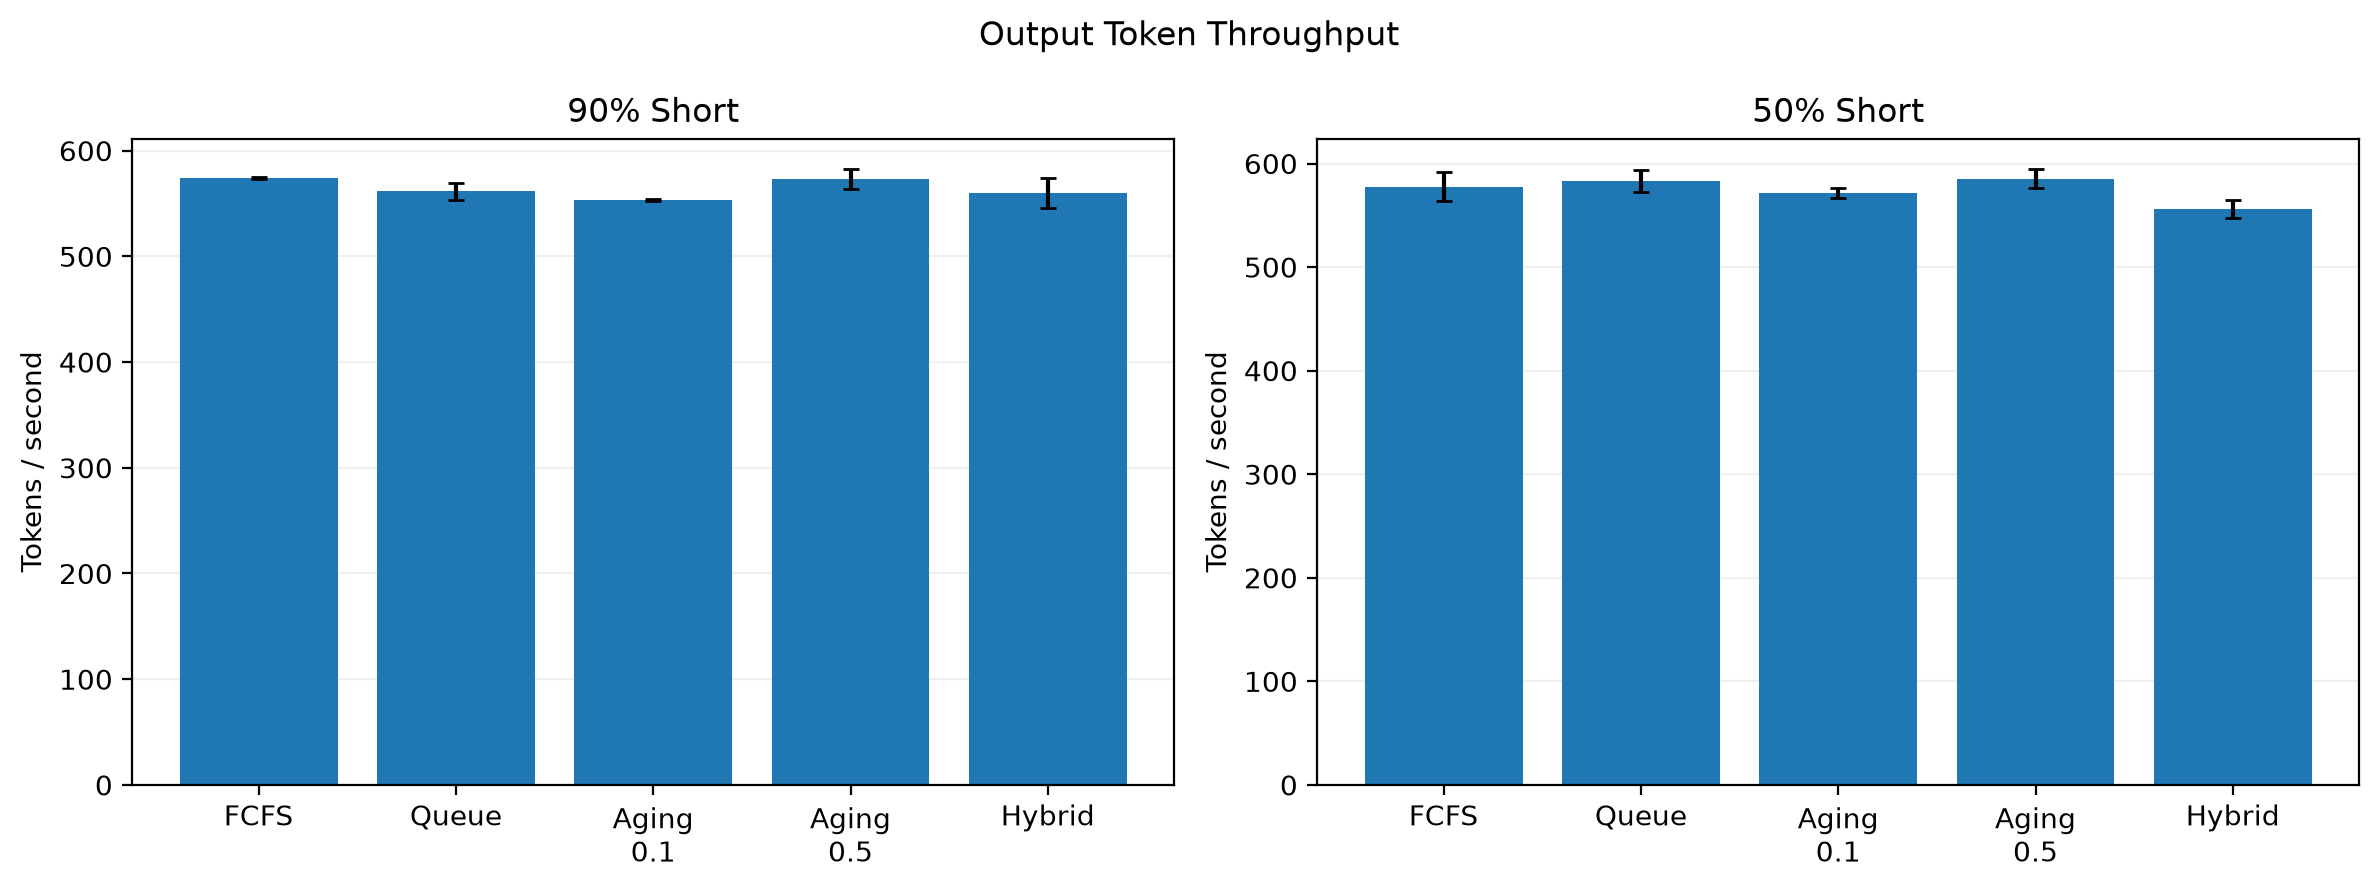 Output Token Throughput
90% Short
Tokens / second
600
500
400
300
200
100
0
FCFS
Queue
Aging
0.1
Aging
0.5
Hybrid
50% Short
Tokens / second
600
500
400
300
200
100
0
FCFS
Queue
Aging
0.1
Aging
0.5
Hybrid